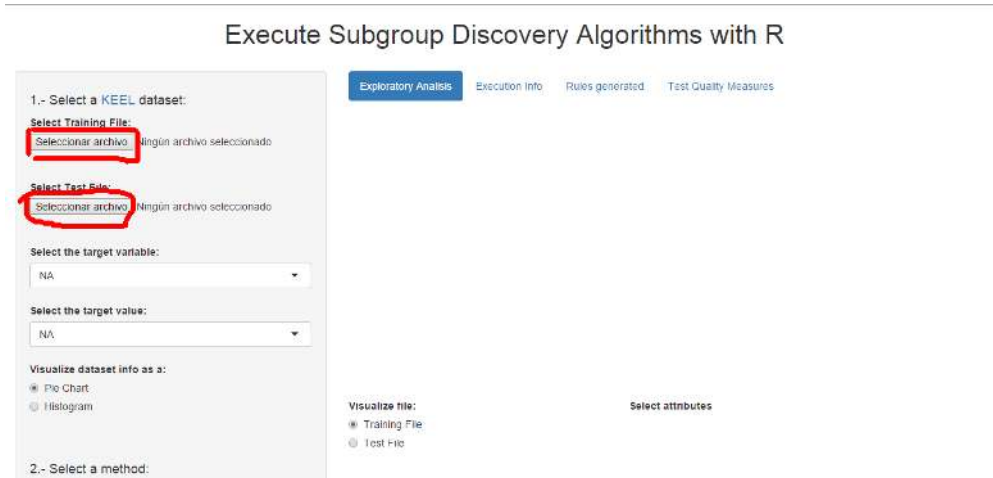 Execute Subgroup Discovery Algorithms with R
1.- Select a KEEL dataset:
Select Training File:
Seleccionar archivo Ningún archivo seleccionado
Select Test File:
Seleccionar archivo Ningún archivo seleccionado
Select the target variable:
NA
Select the target value:
NA
Visualize dataset info as a:
Pie Chart
Histogram
2.- Select a method:
Exploratory Analisis Execution Info Rules generated Test Quality Measures
Visualize file:
Training File
Test File
Select attributes